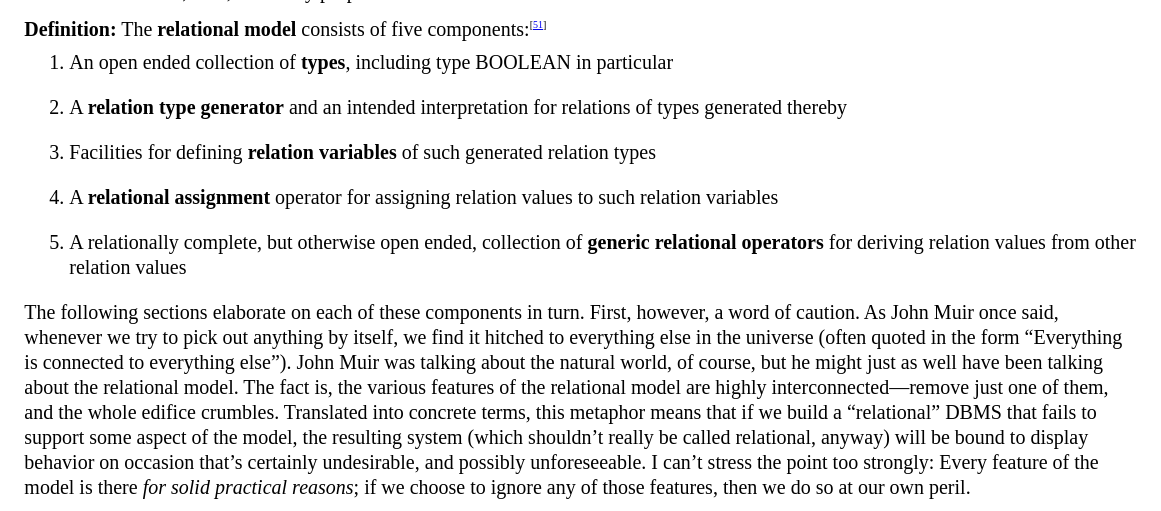 Definition: The relational model consists of five components:[51]
1. An open ended collection of types, including type BOOLEAN in particular
2. A relation type generator and an intended interpretation for relations of types generated thereby
3. Facilities for defining relation variables of such generated relation types
4. A relational assignment operator for assigning relation values to such relation variables
5. A relationally complete, but otherwise open ended, collection of generic relational operators for deriving relation values from other
relation values
The following sections elaborate on each of these components in turn. First, however, a word of caution. As John Muir once said,
whenever we try to pick out anything by itself, we find it hitched to everything else in the universe (often quoted in the form “Everything
is connected to everything else”). John Muir was talking about the natural world, of course, but he might just as well have been talking
about the relational model. The fact is, the various features of the relational model are highly interconnected—remove just one of them,
and the whole edifice crumbles. Translated into concrete terms, this metaphor means that if we build a “relational” DBMS that fails to
support some aspect of the model, the resulting system (which shouldn’t really be called relational, anyway) will be bound to display
behavior on occasion that’s certainly undesirable, and possibly unforeseeable. I can’t stress the point too strongly: Every feature of the
model is there for solid practical reasons; if we choose to ignore any of those features, then we do so at our own peril.